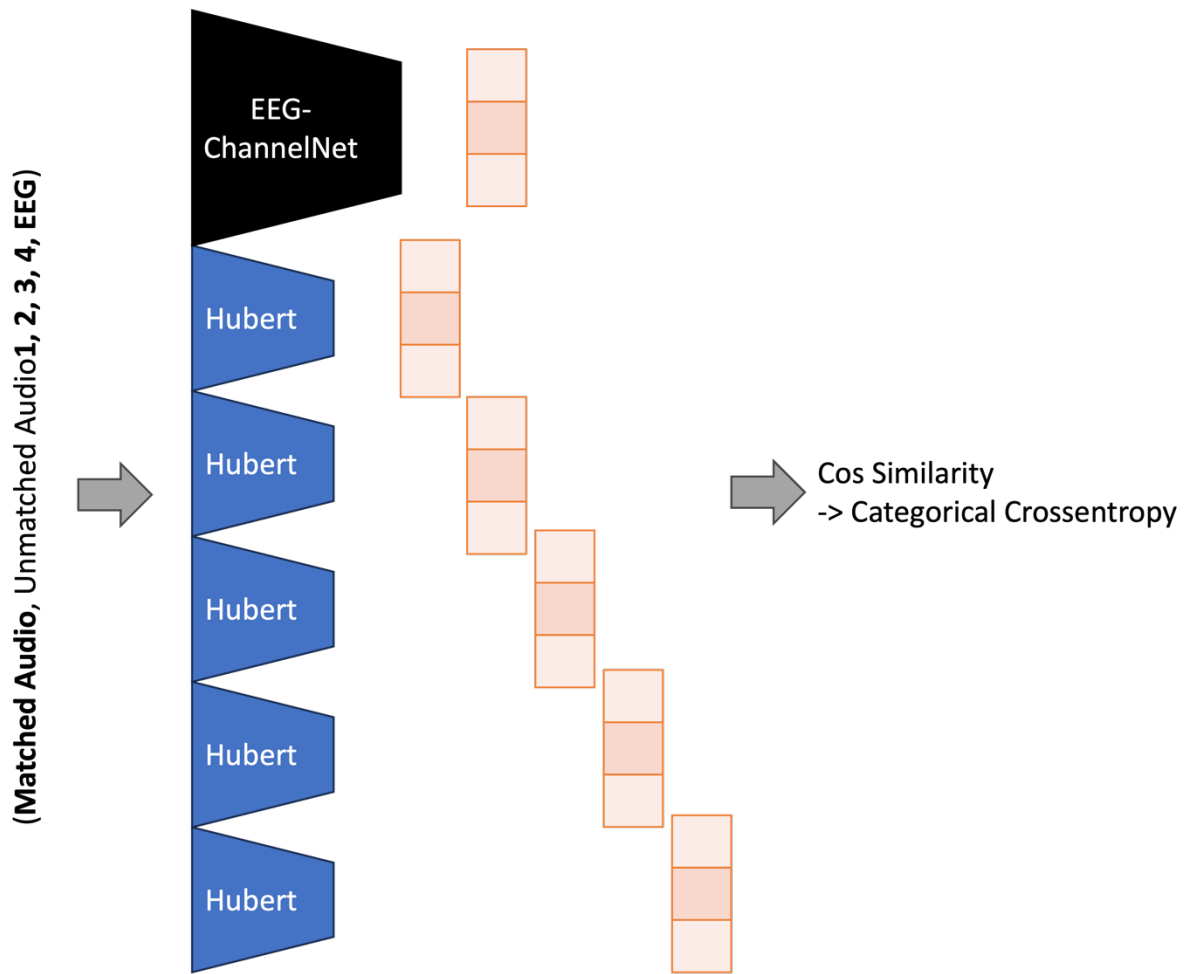 (Matched Audio, Unmatched Audio1, 2, 3, 4, EEG)
EEG-
ChannelNet
Hubert
Hubert
Hubert
Hubert
Hubert
Cos Similarity
-> Categorical Crossentropy